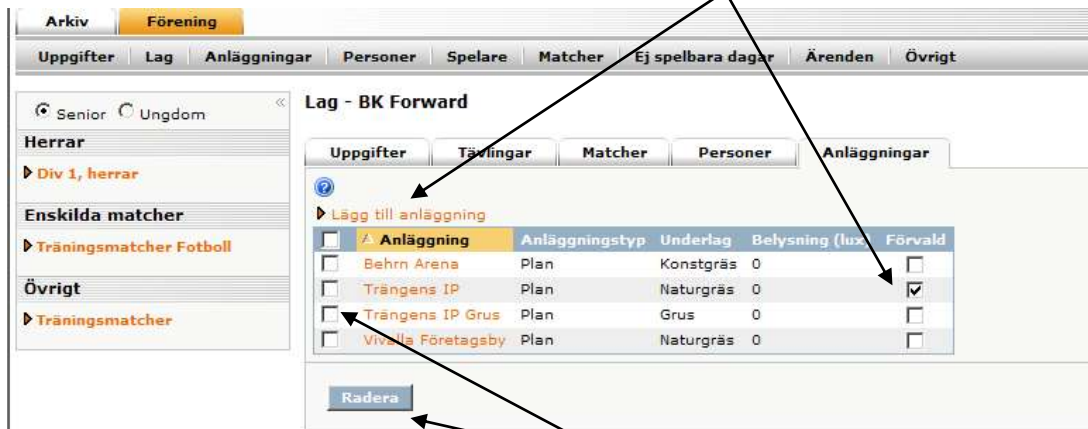 Arkiv Förening
Uppgifter Lag Anläggningar Personer Spelare Matcher Ej spelbara dagar Ärenden Övrigt
Senior Ungdom «
Herrar
Div 1, herrar
Enskilda matcher
Träningsmatcher Fotboll
Övrigt
Träningsmatcher
Lag - BK Forward
Uppgifter Tävlingar Matcher Personer Anläggningar
Lägg till anläggning
Anläggning Anläggningstyp Underlag Belysning (lux) Förvald
Behrn Arena Plan Konstgräs 0
Trängens IP Plan Naturgräs 0
Trängens IP Grus Plan Grus 0
Vivalla Företagsby Plan Naturgräs 0
Radera